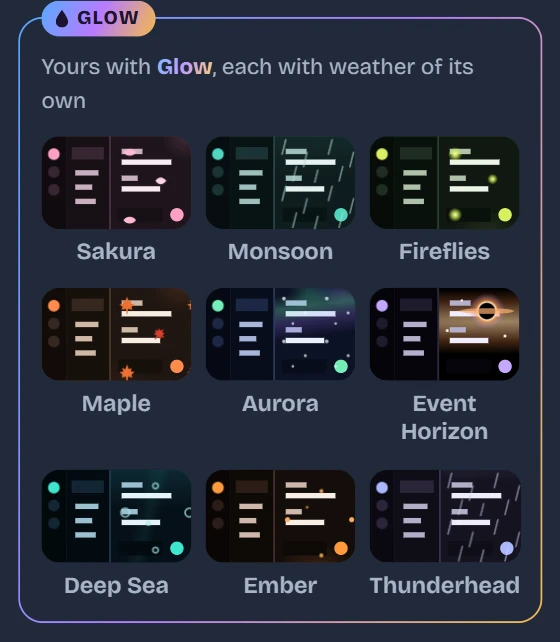 GLOW
Yours with Glow, each with weather of its
own
Sakura
Monsoon
Fireflies
Maple
Aurora
Event
Horizon
Deep Sea
Ember
Thunderhead